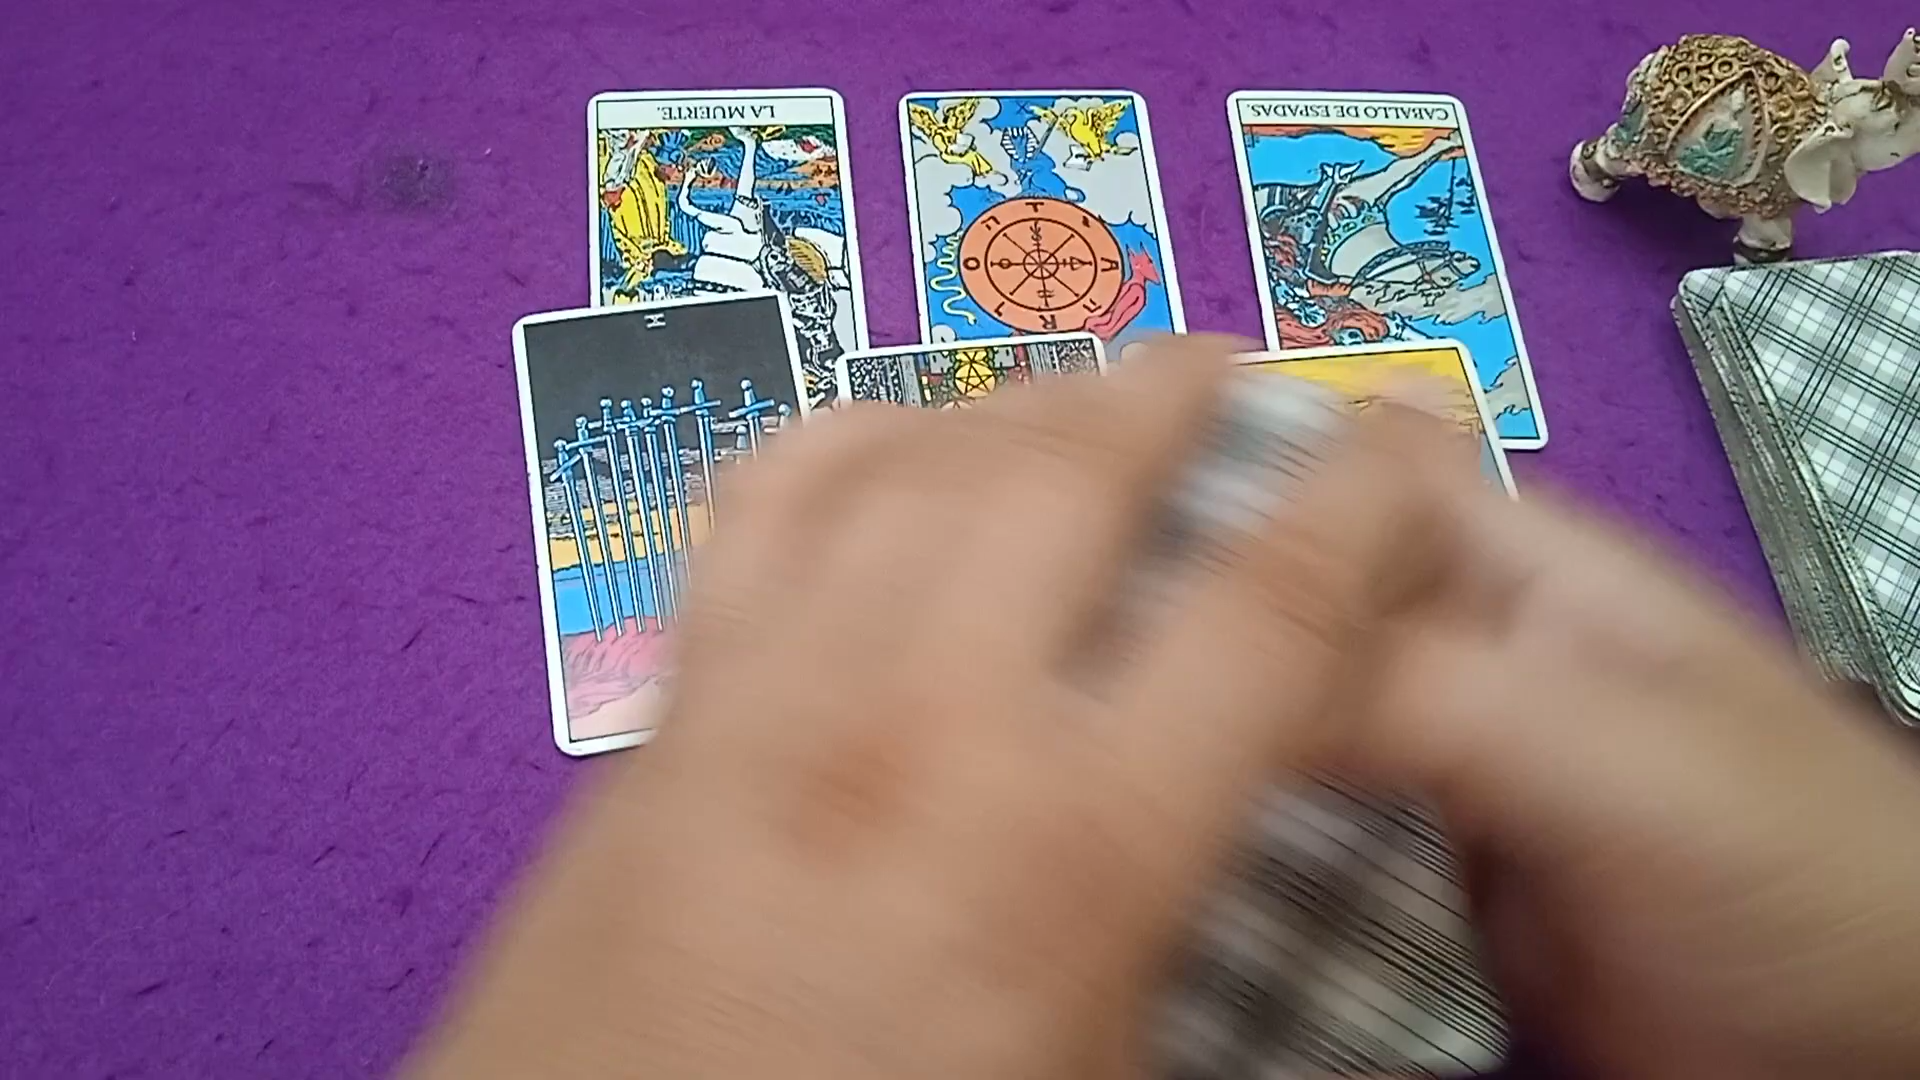 LA MUERTE.
CABALLO DE ESPADAS.
X
T
A
R
O